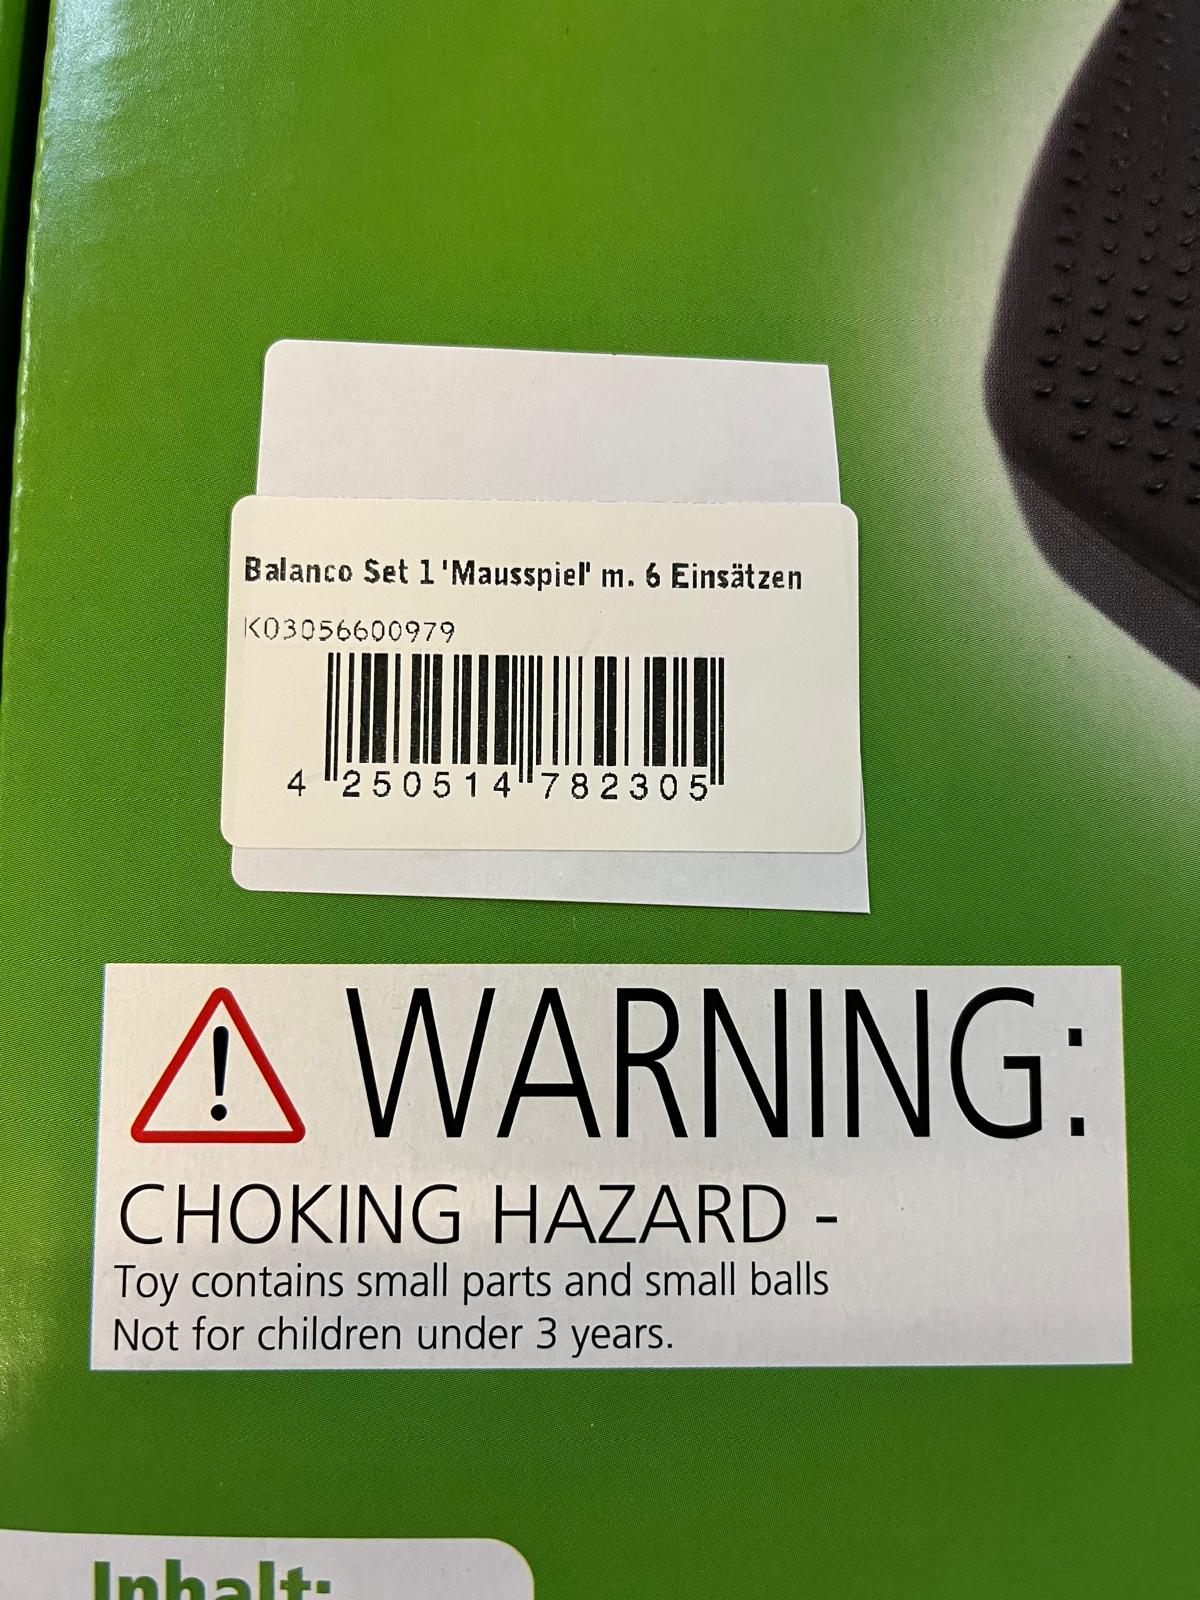 Balanco Set 1 'Mausspiel' m. 6 Einsätzen
K03056600979
4 250514 782305
WARNING:
CHOKING HAZARD -
Toy contains small parts and small balls
Not for children under 3 years.
Inhalt: